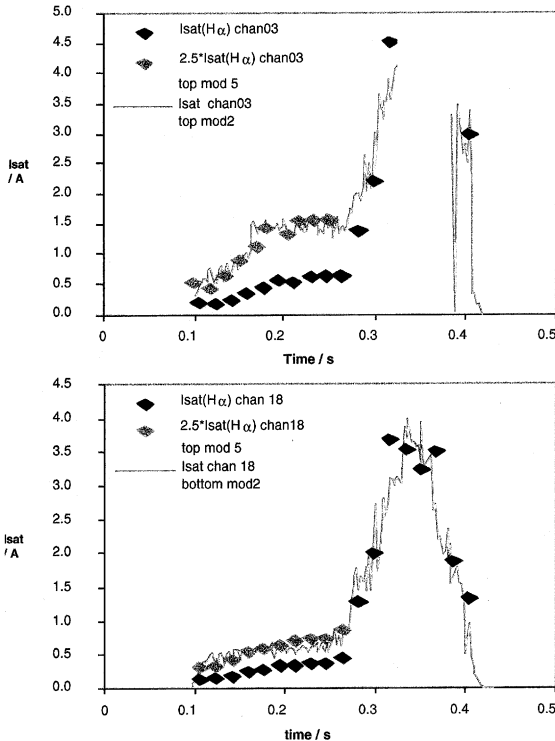 5.0
4.5
4.0
3.5
3.0
2.5
2.0
1.5
1.0
0.5
0.0
Isat
/ A
Isat(Hα) chan03
2.5*Isat(Hα) chan03
top mod 5
Isat chan03
top mod2
0
0.1
0.2
0.3
0.4
0.5
Time / s
4.5
4.0
3.5
3.0
2.5
2.0
1.5
1.0
0.5
0.0
Isat
/ A
Isat(Hα) chan 18
2.5*Isat(Hα) chan18
top mod 5
Isat chan 18
bottom mod2
0
0.1
0.2
0.3
0.4
0.5
time / s